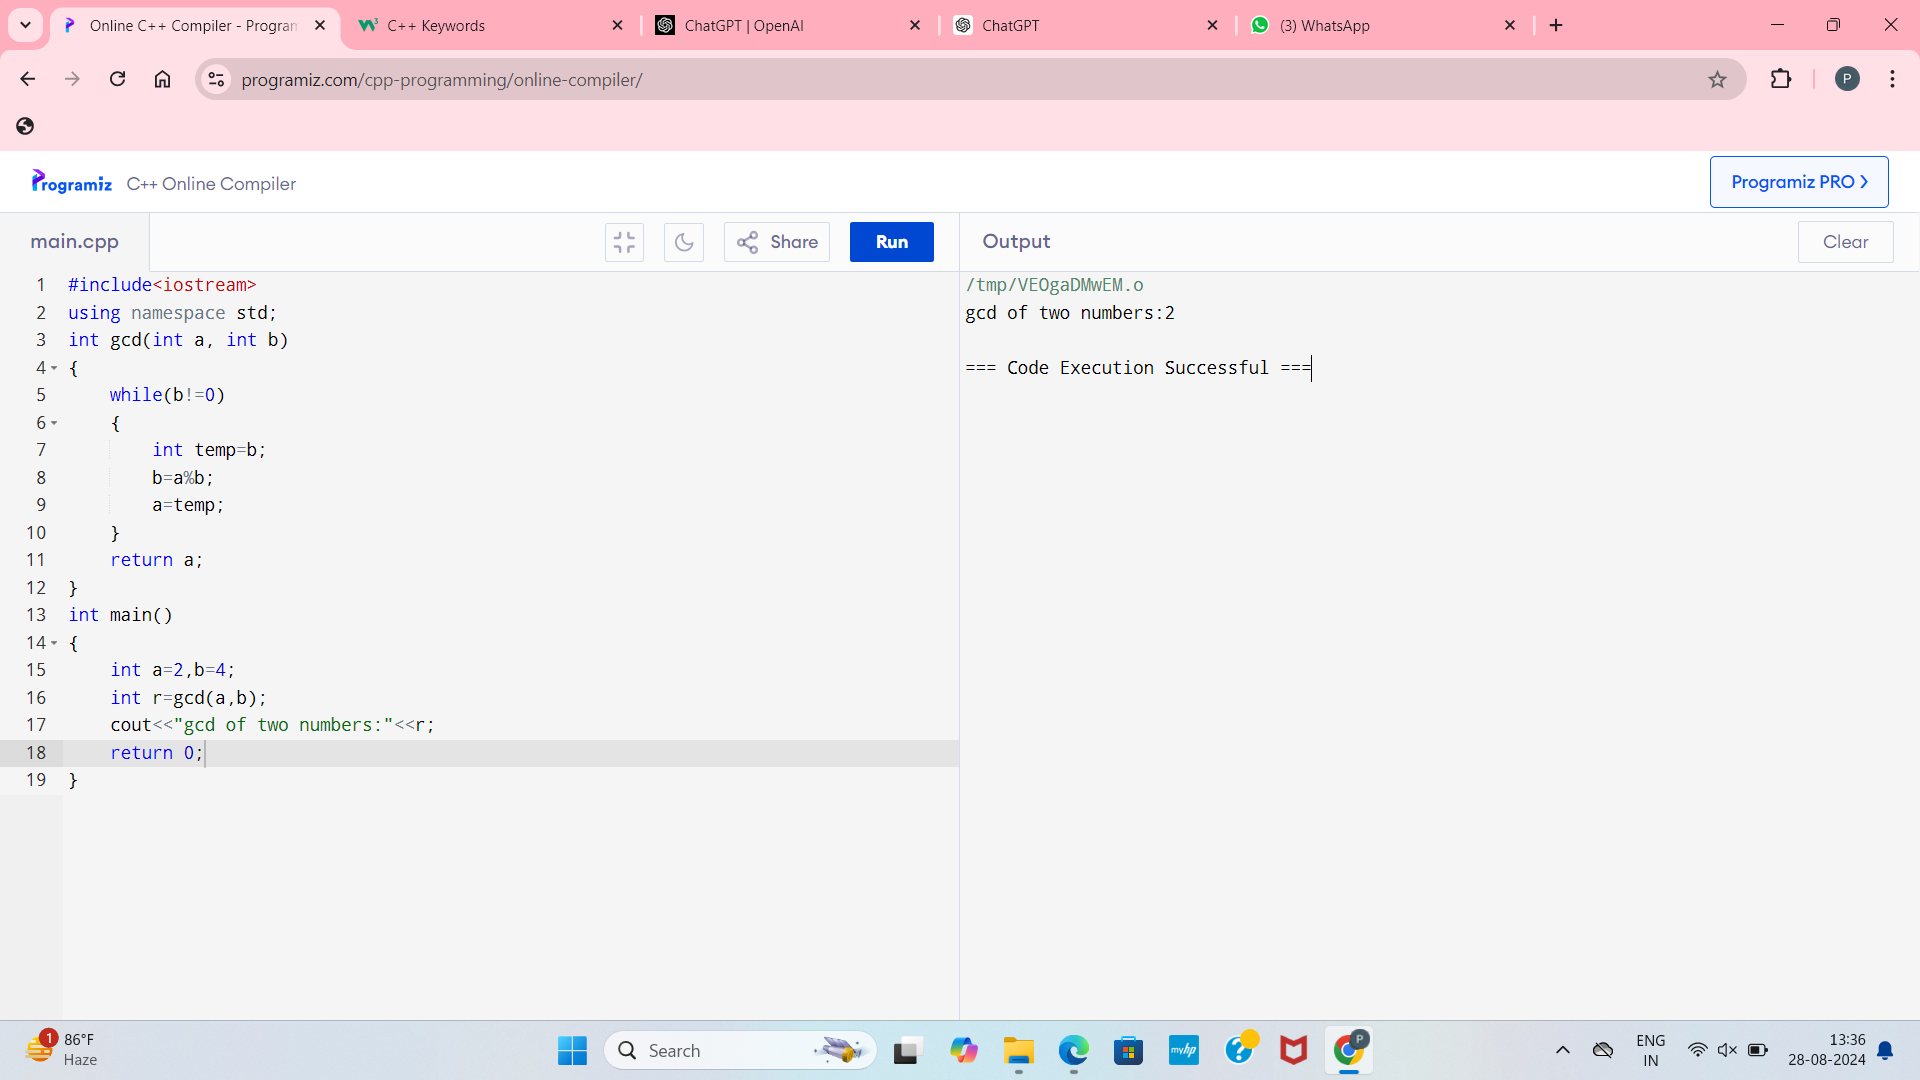 Online C++ Compiler - Program
C++ Keywords
ChatGPT | OpenAI
ChatGPT
(3) WhatsApp
programiz.com/cpp-programming/online-compiler/
P
Programiz C++ Online Compiler
Programiz PRO >
main.cpp
Share
Run
Output
Clear
1 #include<iostream>
2 using namespace std;
3 int gcd(int a, int b)
4 {
5 while(b!=0)
6 {
7 int temp=b;
8 b=a%b;
9 a=temp;
10 }
11 return a;
12 }
13 int main()
14 {
15 int a=2,b=4;
16 int r=gcd(a,b);
17 cout<<"gcd of two numbers:"<<r;
18 return 0;
19 }
/tmp/VEOgaDMwEM.o
gcd of two numbers:2
=== Code Execution Successful ===
1
86°F
Haze
Search
myhp
P
ENG
IN
13:36
28-08-2024